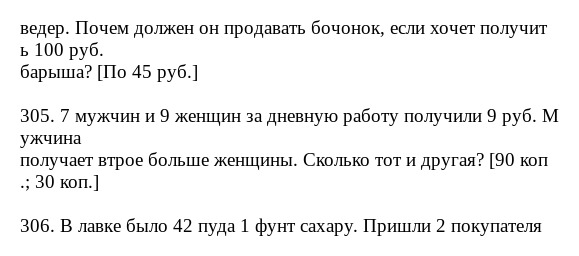 ведер. Почем должен он продавать бочонок, если хочет получит
ь 100 руб.
барыша? [По 45 руб.]
305. 7 мужчин и 9 женщин за дневную работу получили 9 руб. М
ужчина
получает втрое больше женщины. Сколько тот и другая? [90 коп
.; 30 коп.]
306. В лавке было 42 пуда 1 фунт сахару. Пришли 2 покупателя